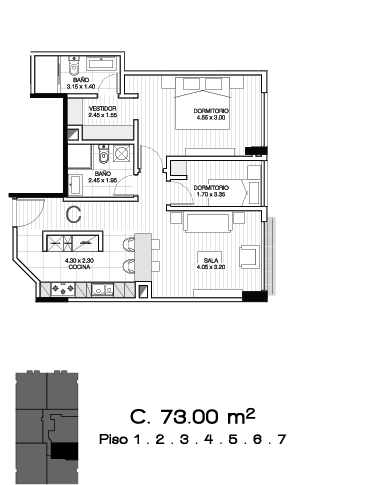 BAÑO
3.15 x 1.40
VESTIDOR
2.45 x 1.55
DORMITORIO
4.55 x 3.00
BAÑO
2.45 x 1.95
DORMITORIO
1.70 x 3.35
C
4.30 x 2.30
COCINA
SALA
4.05 x 3.20
C. 73.00 m²
Piso 1 . 2 . 3 . 4 . 5 . 6 . 7